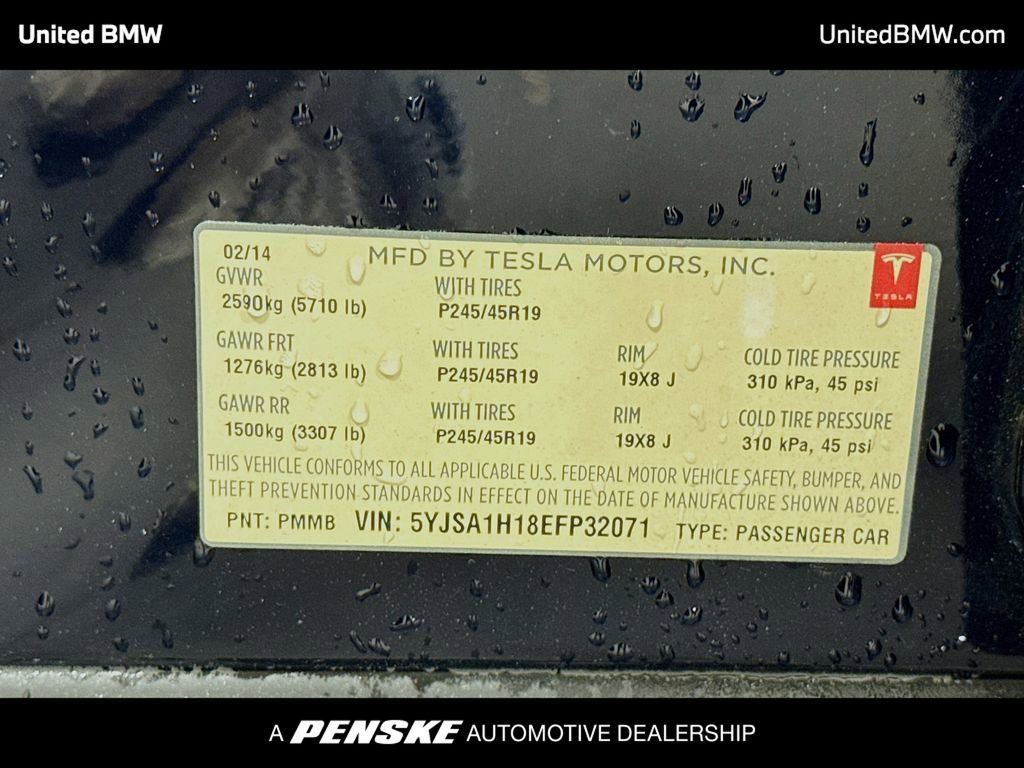 United BMW
UnitedBMW.com
02/14
MFD BY TESLA MOTORS, INC.
TESLA
GVWR
WITH TIRES
2590kg (5710 lb)
P245/45R19
GAWR FRT
WITH TIRES
RIM
COLD TIRE PRESSURE
1276kg (2813 lb)
P245/45R19
19X8 J
310 kPa, 45 psi
GAWR RR
WITH TIRES
RIM
COLD TIRE PRESSURE
1500kg (3307 lb)
P245/45R19
19X8 J
310 kPa, 45 psi
THIS VEHICLE CONFORMS TO ALL APPLICABLE U.S. FEDERAL MOTOR VEHICLE SAFETY, BUMPER, AND
THEFT PREVENTION STANDARDS IN EFFECT ON THE DATE OF MANUFACTURE SHOWN ABOVE.
PNT: PMMB VIN: 5YJSA1H18EFP32071 TYPE: PASSENGER CAR
A PENSKE AUTOMOTIVE DEALERSHIP